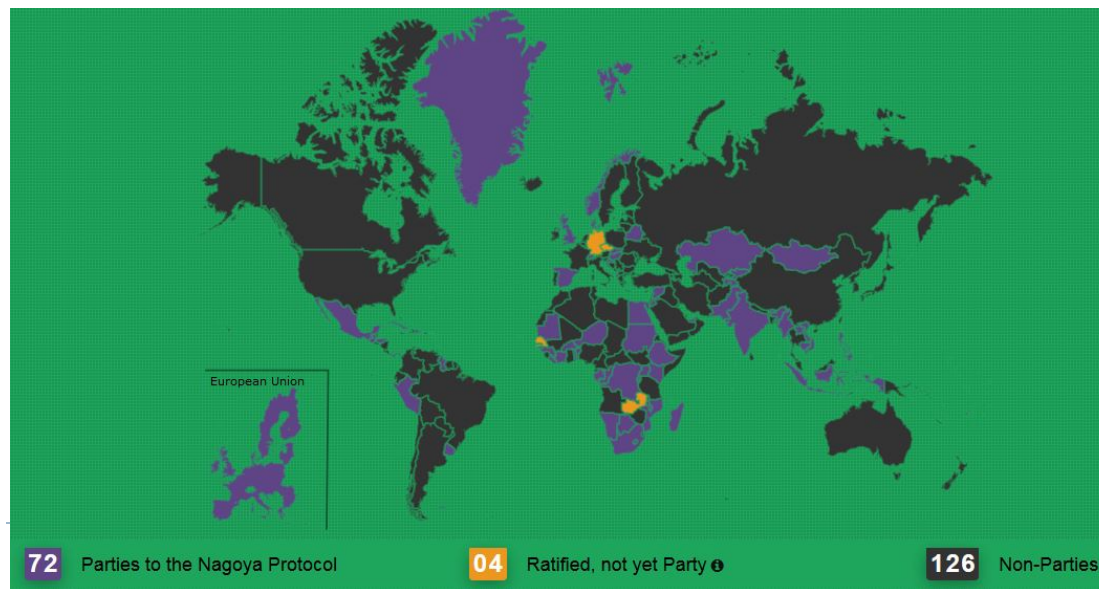 European Union
72 Parties to the Nagoya Protocol
04 Ratified, not yet Party
126 Non-Parties